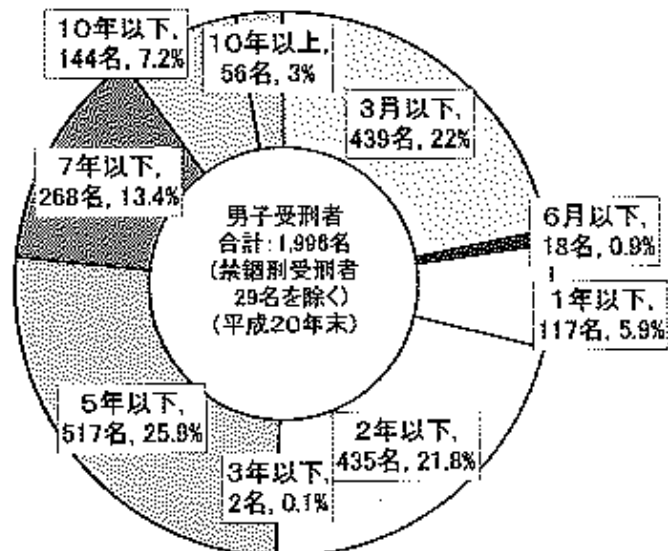 10年以下,
144名, 7.2%
10年以上,
56名, 3%
3月以下,
439名, 22%
7年以下,
268名, 13.4%
6月以下,
18名, 0.9%
1年以下,
117名, 5.9%
男子受刑者
合計:1,996名
(禁錮刑受刑者
29名を除く)
(平成20年末)
5年以下,
517名, 25.9%
2年以下,
435名, 21.8%
3年以下,
2名, 0.1%